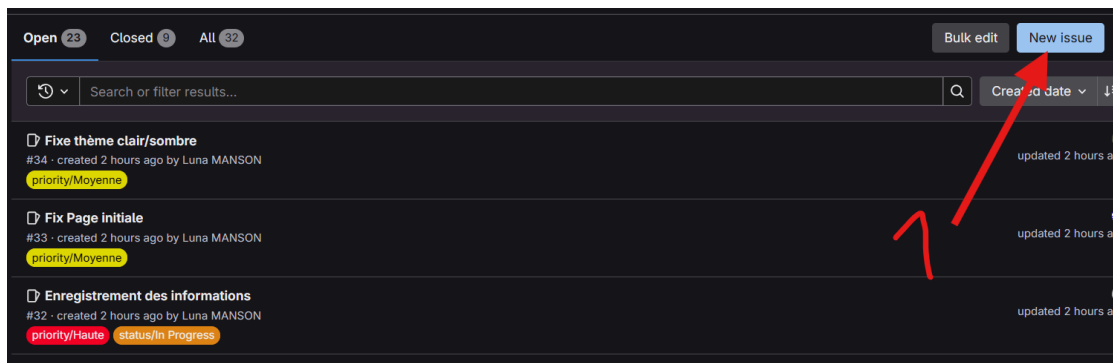 Open 23 Closed 9 All 32 Bulk edit New issue
Search or filter results... Created date
Fixe thème clair/sombre
#34 · created 2 hours ago by Luna MANSON updated 2 hours a
priority/Moyenne
Fix Page initiale
#33 · created 2 hours ago by Luna MANSON updated 2 hours a
priority/Moyenne
1
Enregistrement des informations
#32 · created 2 hours ago by Luna MANSON updated 2 hours a
priority/Haute status/In Progress